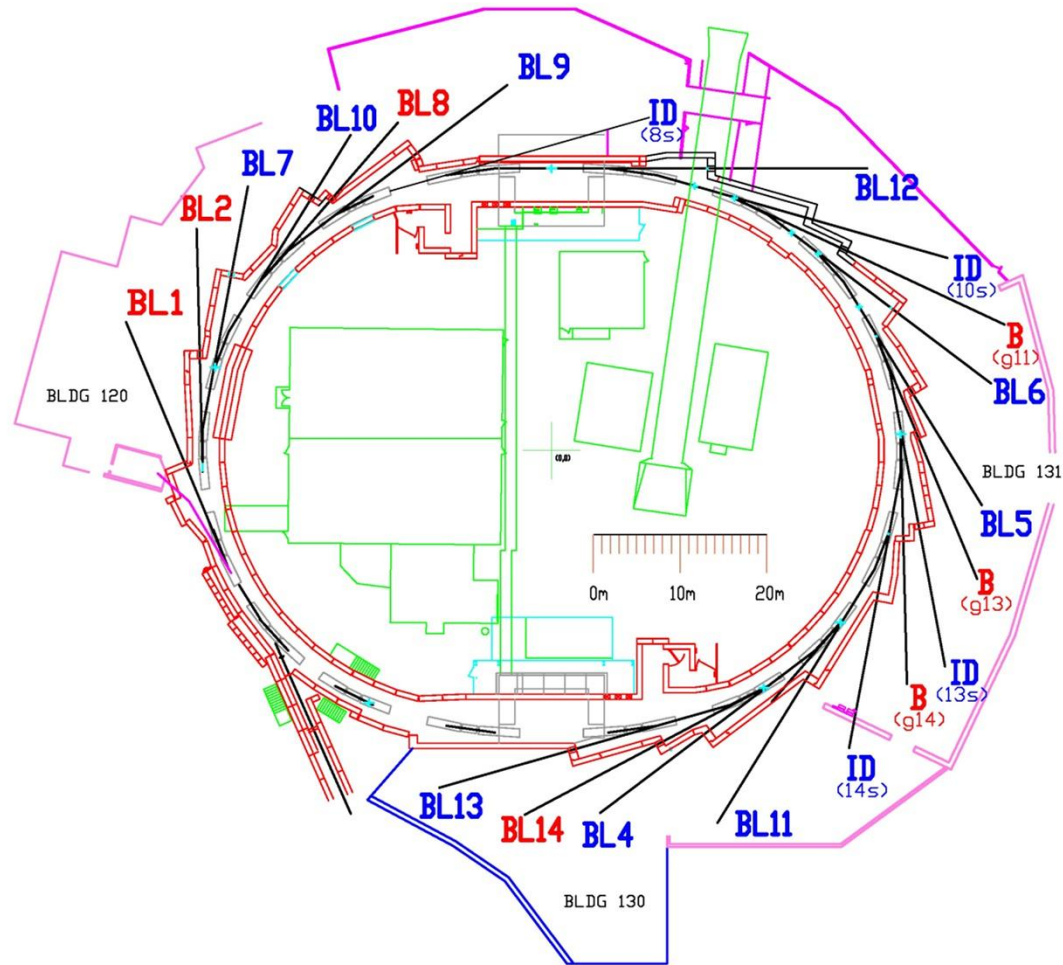 BL9
BL8
ID
(8s)
BL10
BL7
BL12
BL2
ID
(10s)
BL1
B
(g11)
BL6
BLDG 120
(0,0)
BLDG 131
BL5
0m 10m 20m
B
(g13)
ID
(13s)
B
(g14)
ID
(14s)
BL13
BL14
BL4
BL11
BLDG 130